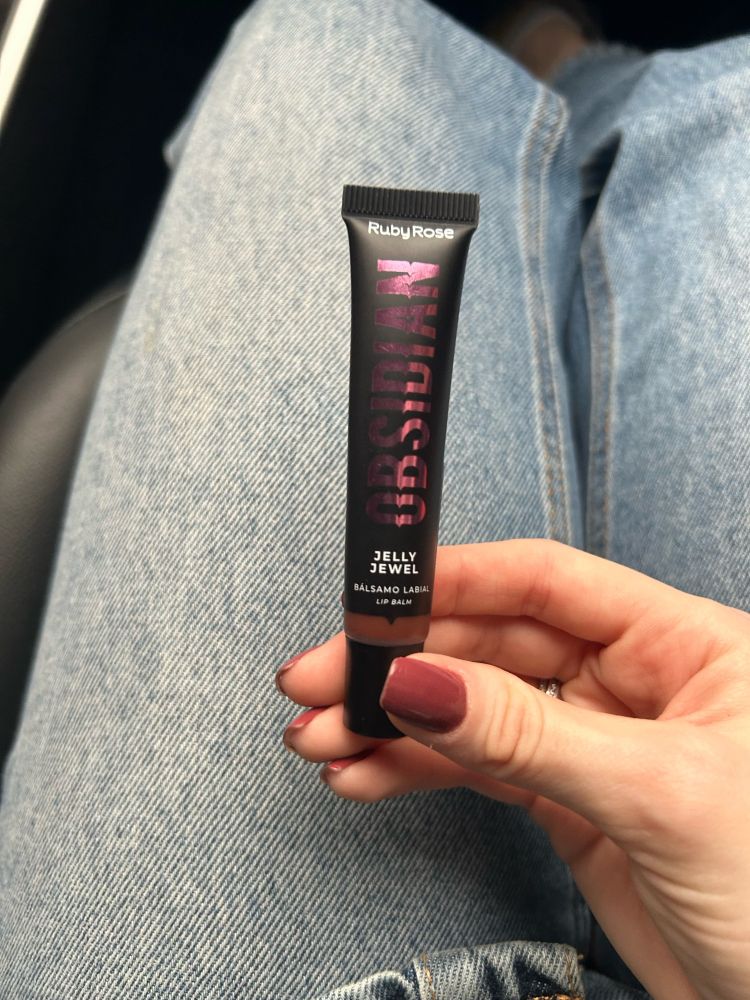 Ruby Rose
OBSIDIAN
JELLY
JEWEL
BÁLSAMO LABIAL
LIP BALM